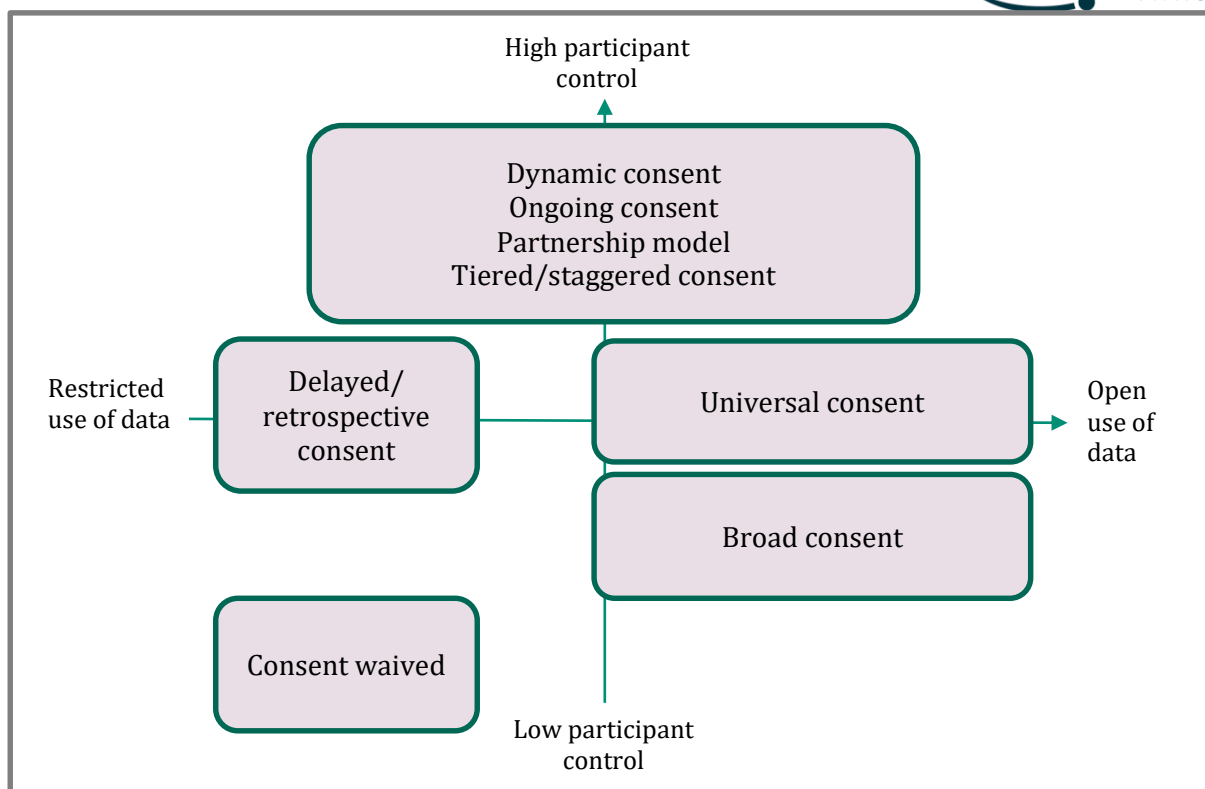 High participant
control
Dynamic consent
Ongoing consent
Partnership model
Tiered/staggered consent
Restricted
use of data
Delayed/
retrospective
consent
Universal consent
Open
use of
data
Broad consent
Consent waived
Low participant
control